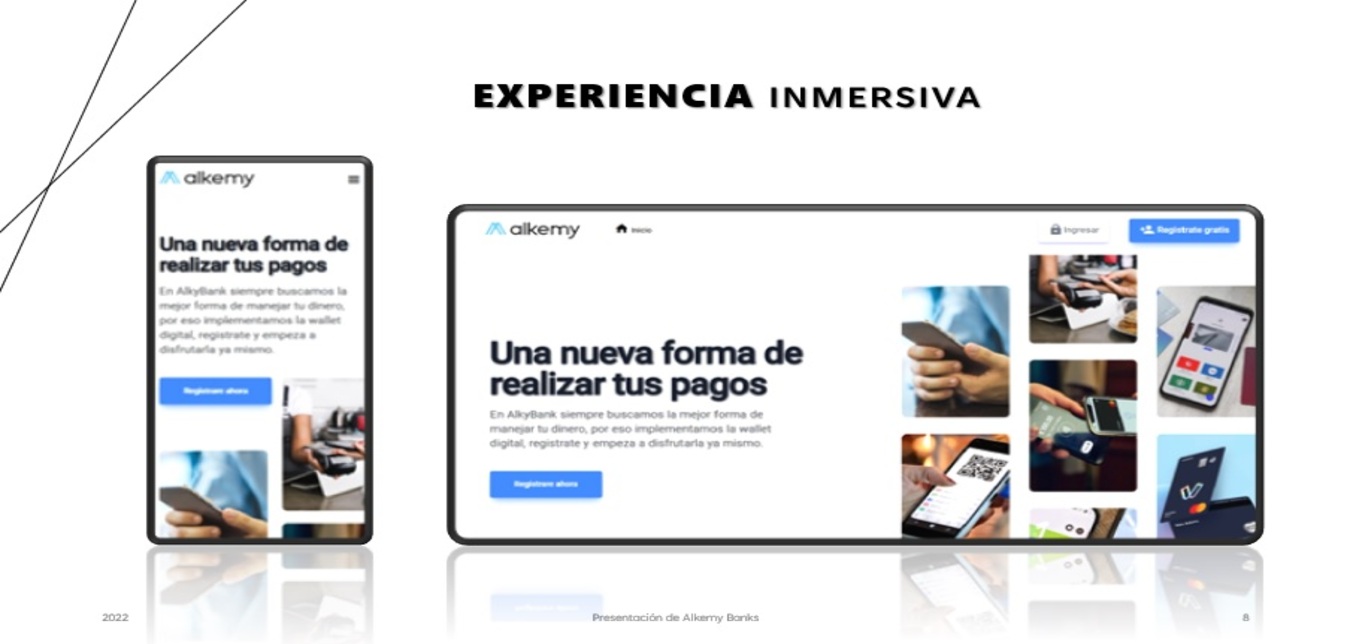 EXPERIENCIA INMERSIVA
alkemy
Una nueva forma de
realizar tus pagos
En AlkyBank siempre buscamos la
mejor forma de manejar tu dinero,
por eso implementamos la wallet
digital, registrate y empeza a
disfrutarla ya mismo.
Registrare ahora
alkemy
Inicio
Ingresar
Registrate gratis
Una nueva forma de
realizar tus pagos
En AlkyBank siempre buscamos la mejor forma de
manejar tu dinero, por eso implementamos la wallet
digital, registrate y empeza a disfrutarla ya mismo.
Registrare ahora
2022
Presentación de Alkemy Banks
8